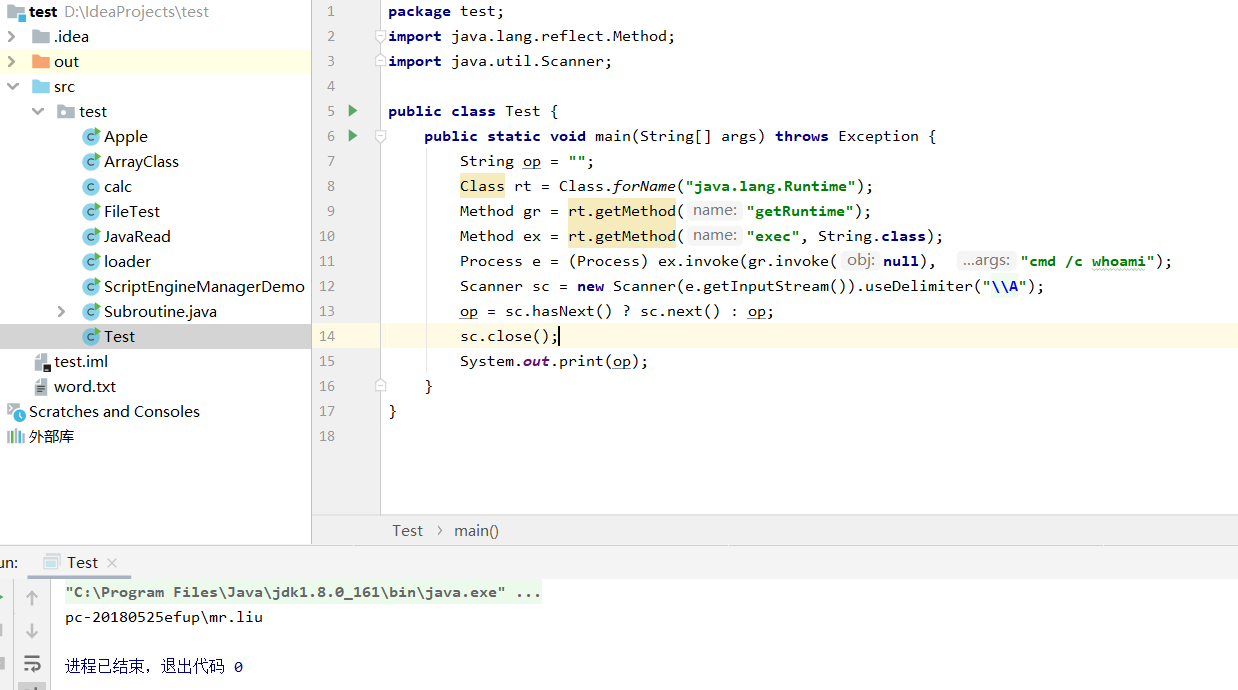 test D:\IdeaProjects\test
.idea
out
src
test
Apple
ArrayClass
calc
FileTest
JavaRead
loader
ScriptEngineManagerDemo
Subroutine.java
Test
test.iml
word.txt
Scratches and Consoles
外部库
1 package test;
2 import java.lang.reflect.Method;
3 import java.util.Scanner;
4
5 public class Test {
6 public static void main(String[] args) throws Exception {
7 String op = "";
8 Class rt = Class.forName("java.lang.Runtime");
9 Method gr = rt.getMethod( name: "getRuntime");
10 Method ex = rt.getMethod( name: "exec", String.class);
11 Process e = (Process) ex.invoke(gr.invoke( obj: null), ...args: "cmd /c whoami");
12 Scanner sc = new Scanner(e.getInputStream()).useDelimiter("\\A");
13 op = sc.hasNext() ? sc.next() : op;
14 sc.close();
15 System.out.print(op);
16 }
17 }
18
Test › main()
un: Test ×
"C:\Program Files\Java\jdk1.8.0_161\bin\java.exe" ...
pc-20180525efup\mr.liu
进程已结束，退出代码 0